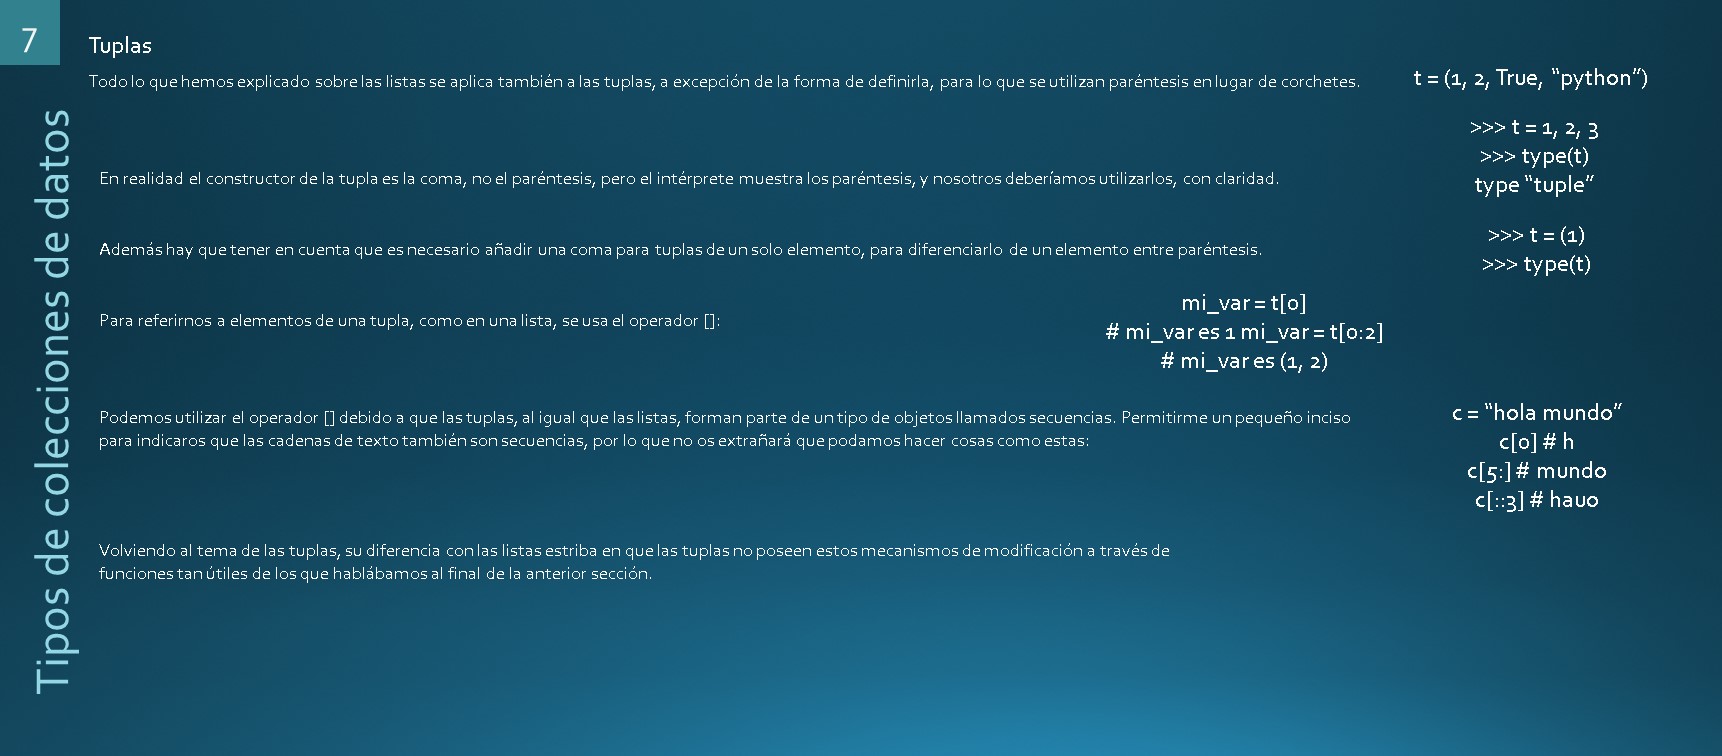 7
Tipos de colecciones de datos
Tuplas
Todo lo que hemos explicado sobre las listas se aplica también a las tuplas, a excepción de la forma de definirla, para lo que se utilizan paréntesis en lugar de corchetes.
t = (1, 2, True, “python”)
En realidad el constructor de la tupla es la coma, no el paréntesis, pero el intérprete muestra los paréntesis, y nosotros deberíamos utilizarlos, con claridad.
>>> t = 1, 2, 3
>>> type(t)
type “tuple”
Además hay que tener en cuenta que es necesario añadir una coma para tuplas de un solo elemento, para diferenciarlo de un elemento entre paréntesis.
>>> t = (1)
>>> type(t)
Para referirnos a elementos de una tupla, como en una lista, se usa el operador []:
mi_var = t[0]
# mi_var es 1 mi_var = t[0:2]
# mi_var es (1, 2)
Podemos utilizar el operador [] debido a que las tuplas, al igual que las listas, forman parte de un tipo de objetos llamados secuencias. Permitirme un pequeño inciso
para indicaros que las cadenas de texto también son secuencias, por lo que no os extrañará que podamos hacer cosas como estas:
c = “hola mundo”
c[0] # h
c[5:] # mundo
c[::3] # hauo
Volviendo al tema de las tuplas, su diferencia con las listas estriba en que las tuplas no poseen estos mecanismos de modificación a través de
funciones tan útiles de los que hablábamos al final de la anterior sección.